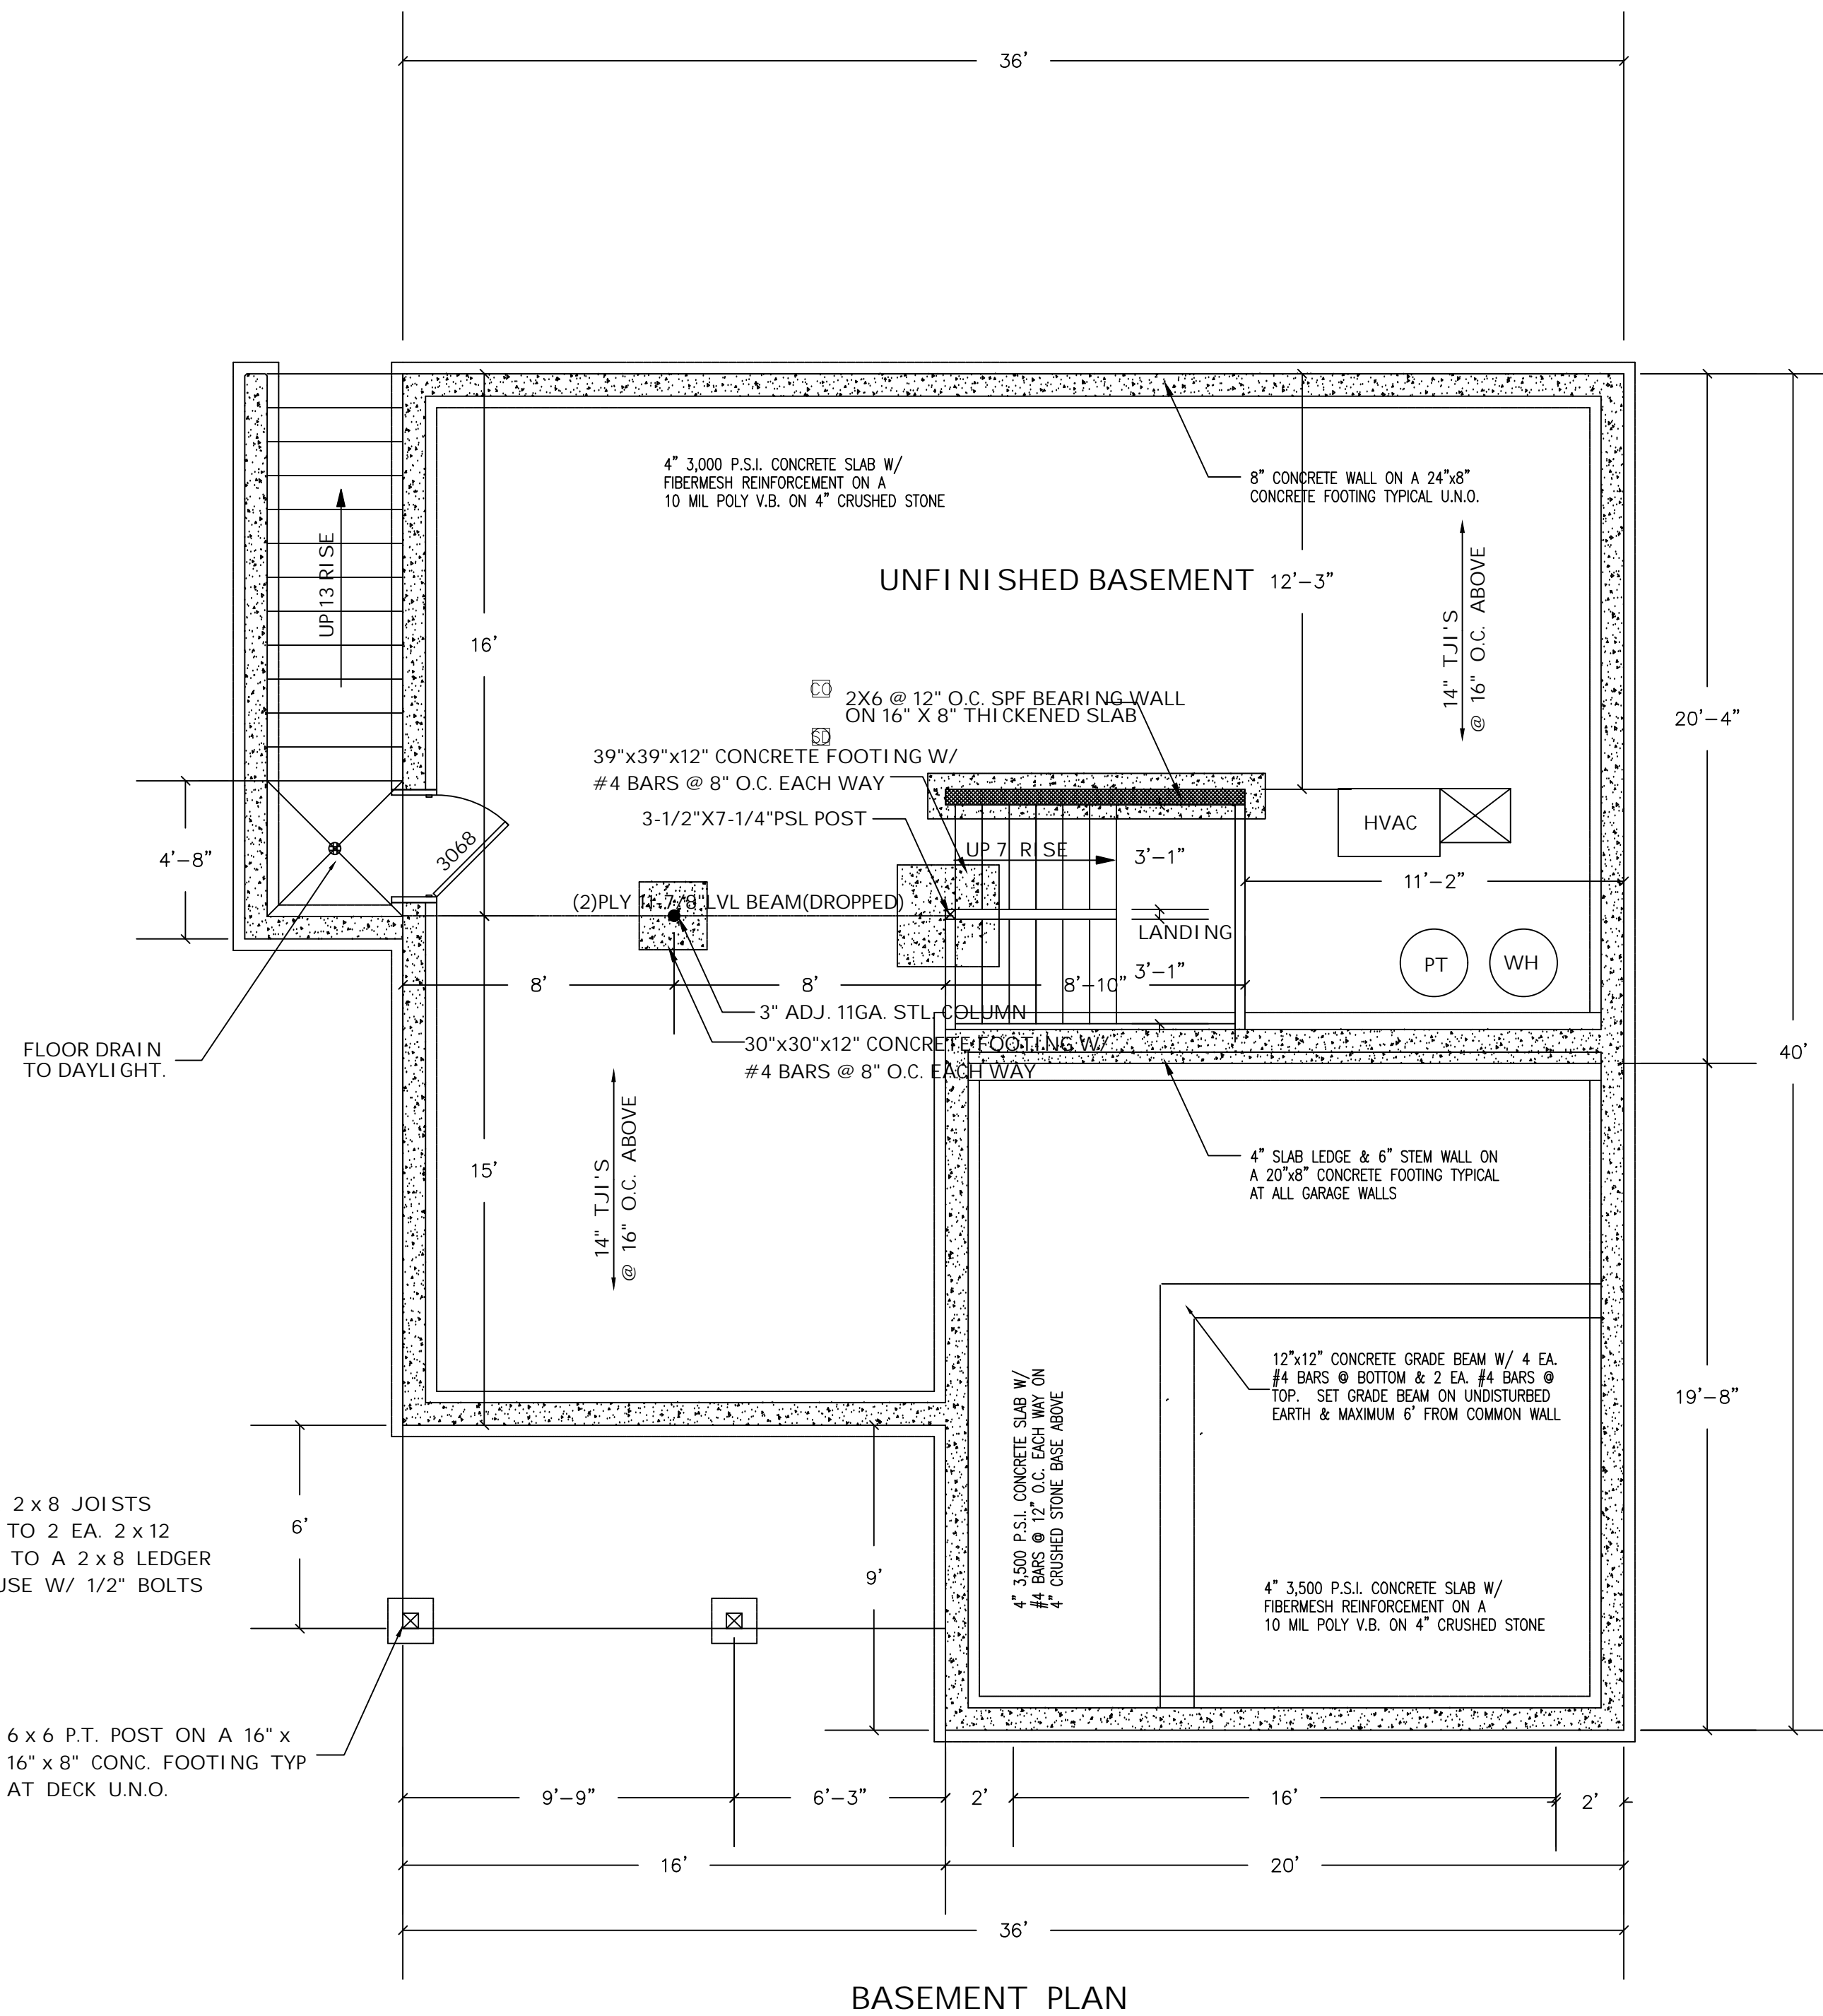 36’
4” 3,000 P.S.I. CONCRETE SLAB W/
FIBERMESH REINFORCEMENT ON A
10 MIL POLY V.B. ON 4” CRUSHED STONE
8” CONCRETE WALL ON A 24”x8”
CONCRETE FOOTING TYPICAL U.N.O.
UP 13 RISE
UNFINISHED BASEMENT
12’-3”
14" TJI'S
@ 16" O.C. ABOVE
16’
20’-4”
CO
2X6 @ 12" O.C. SPF BEARING WALL
ON 16" X 8" THICKENED SLAB
SD
39"x39"x12" CONCRETE FOOTING W/
#4 BARS @ 8" O.C. EACH WAY
3-1/2"X7-1/4"PSL POST
HVAC
4’-8”
3068
UP 7 RISE
3’-1”
11’-2”
(2)PLY 11-7/8"LVL BEAM(DROPPED)
LANDING
3’-1”
PT
WH
8’
8’
8’-10”
3" ADJ. 11GA. STL. COLUMN
30"x30"x12" CONCRETE FOOTING W/
#4 BARS @ 8" O.C. EACH WAY
FLOOR DRAIN
TO DAYLIGHT.
40’
14" TJI'S
@ 16" O.C. ABOVE
15’
4” SLAB LEDGE & 6” STEM WALL ON
A 20”x8” CONCRETE FOOTING TYPICAL
AT ALL GARAGE WALLS
12”x12” CONCRETE GRADE BEAM W/ 4 EA.
#4 BARS @ BOTTOM & 2 EA. #4 BARS @
TOP. SET GRADE BEAM ON UNDISTURBED
EARTH & MAXIMUM 6’ FROM COMMON WALL
19’-8”
4” 3,500 P.S.I. CONCRETE SLAB W/
#4 BARS @ 12” O.C. EACH WAY ON
4” CRUSHED STONE BASE ABOVE
2 x 8 JOISTS
TO 2 EA. 2 x 12
TO A 2 x 8 LEDGER
USE W/ 1/2" BOLTS
6’
9’
4” 3,500 P.S.I. CONCRETE SLAB W/
FIBERMESH REINFORCEMENT ON A
10 MIL POLY V.B. ON 4” CRUSHED STONE
6 x 6 P.T. POST ON A 16" x
16" x 8" CONC. FOOTING TYP
AT DECK U.N.O.
9’-9”
6’-3”
2’
16’
2’
16’
20’
36’
BASEMENT PLAN